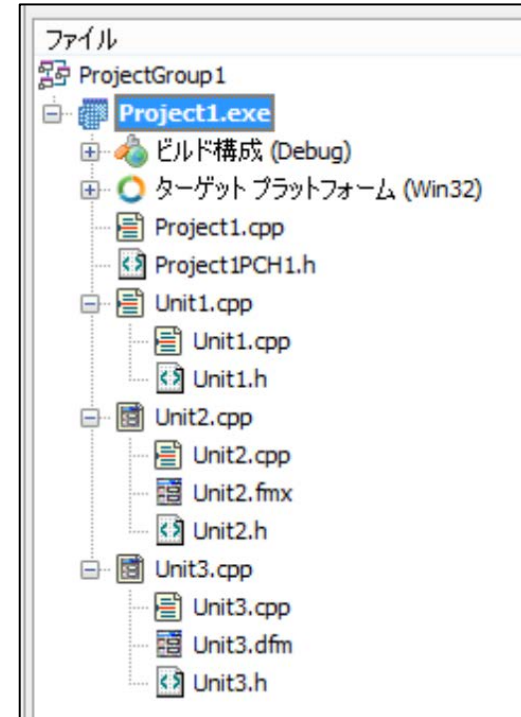 ファイル
ProjectGroup1
Project1.exe
ビルド構成 (Debug)
ターゲット プラットフォーム (Win32)
Project1.cpp
Project1PCH1.h
Unit1.cpp
Unit1.cpp
Unit1.h
Unit2.cpp
Unit2.cpp
Unit2.fmx
Unit2.h
Unit3.cpp
Unit3.cpp
Unit3.dfm
Unit3.h